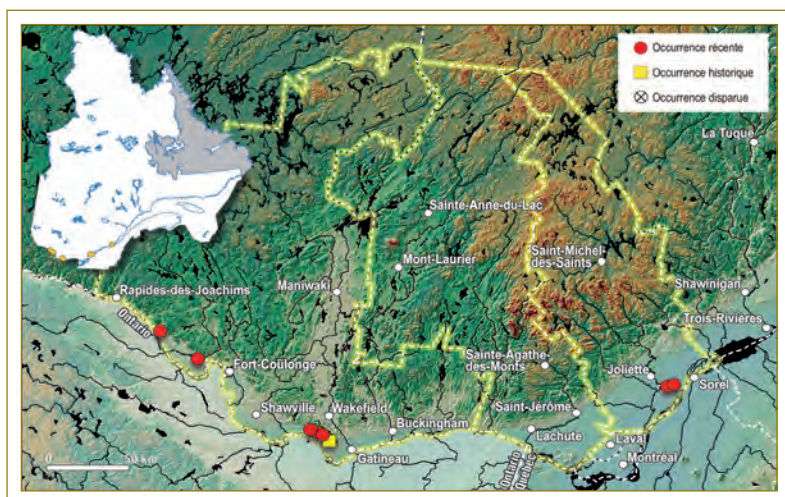 Occurrence récente
Occurrence historique
Occurrence disparue
La Tuque
Sainte-Anne-du-Lac
Saint-Michel
des-Saints
Mont-Laurier
Maniwaki
Rapides-des-Joachims
Shawinigan
Trois-Rivières
Ontario
Fort-Coulonge
Sainte-Agathe
des-Monts
Joliette
Sorel
Shawville
Wakefield
Saint-Jérôme
Buckingham
Lachute
Laval
Gatineau
Montréal
Ontario
Québec
0 50 km